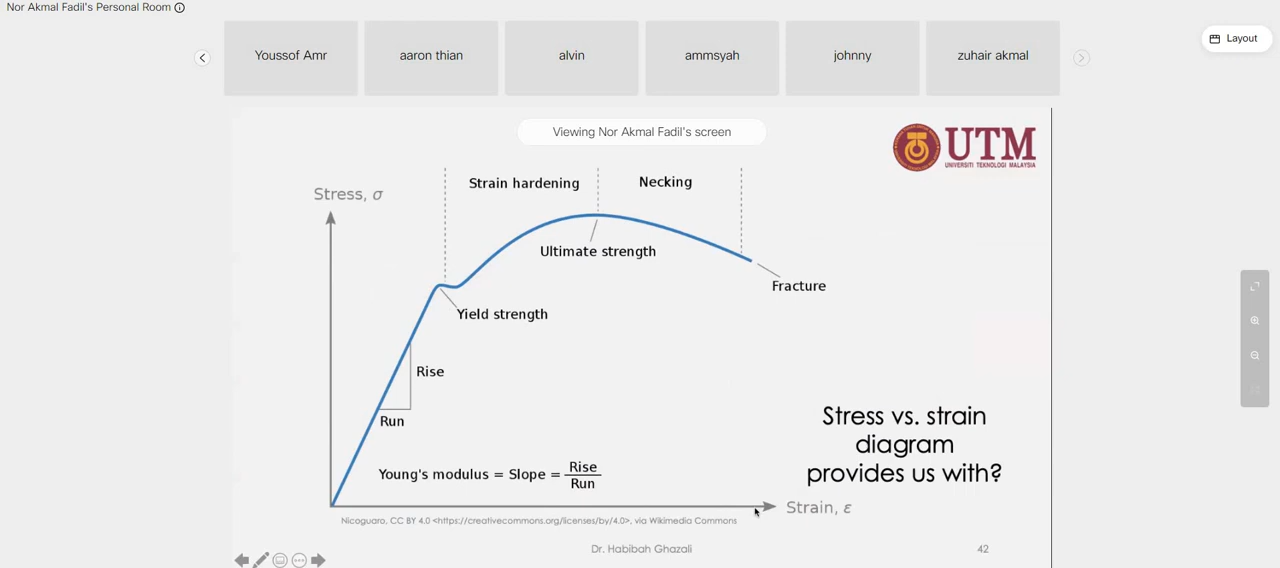 Nor Akmal Fadil's Personal Room
Youssof Amr
aaron thian
alvin
ammsyah
johnny
zuhair akmal
Layout
Viewing Nor Akmal Fadil's screen
UTM
UNIVERSITI TEKNOLOGI MALAYSIA
Stress, σ
Strain hardening
Necking
Ultimate strength
Fracture
Yield strength
Rise
Run
Young's modulus = Slope = Rise
Run
Stress vs. strain
diagram
provides us with?
Strain, ε
Nicoguaro, CC BY 4.0 <https://creativecommons.org/licenses/by/4.0>, via Wikimedia Commons
Dr. Habibah Ghazali
42